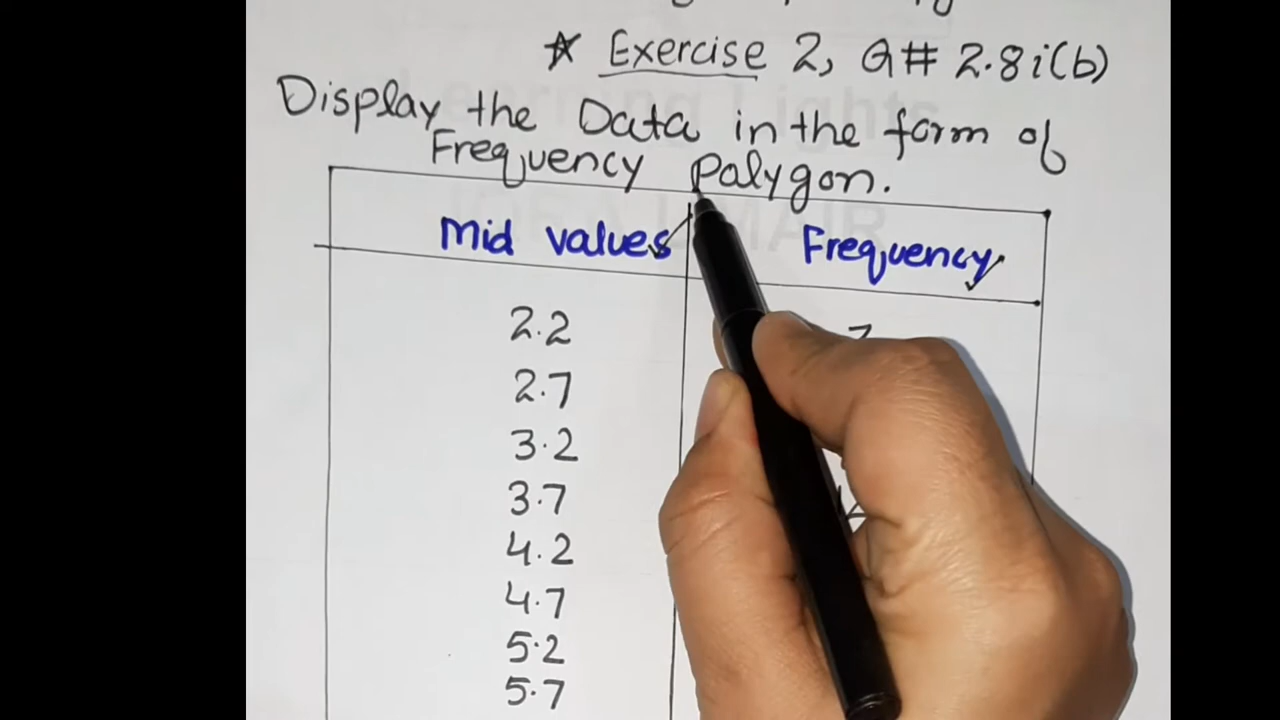 ☆ Exercise 2, Q# 2.8i(b)
Display the Data in the form of
Frequency Polygon.
Mid values Frequency
2.2
2.7
3.2
3.7
4.2
4.7
5.2
5.7